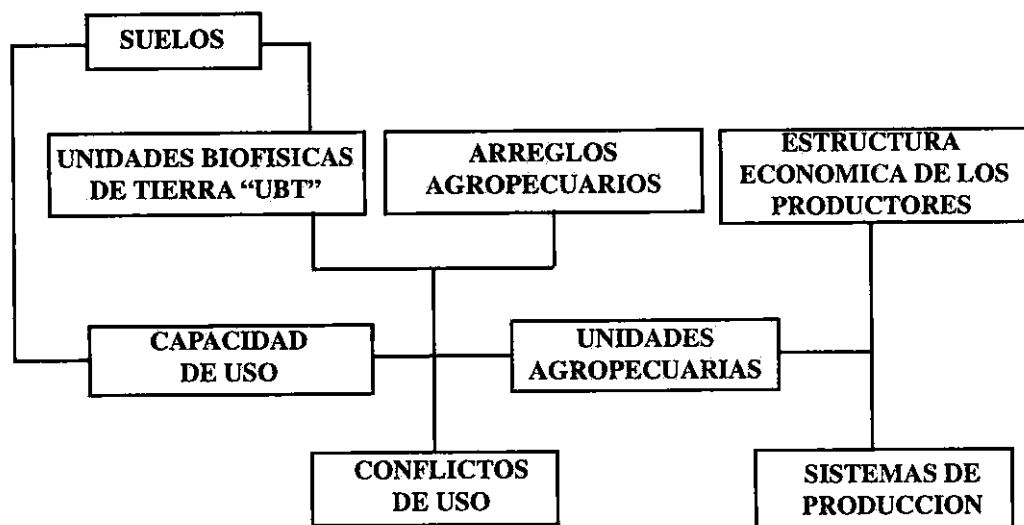 SUELOS
UNIDADES BIOFISICAS
DE TIERRA “UBT”
ARREGLOS
AGROPECUARIOS
ESTRUCTURA
ECONOMICA DE LOS
PRODUCTORES
CAPACIDAD
DE USO
UNIDADES
AGROPECUARIAS
CONFLICTOS
DE USO
SISTEMAS DE
PRODUCCION